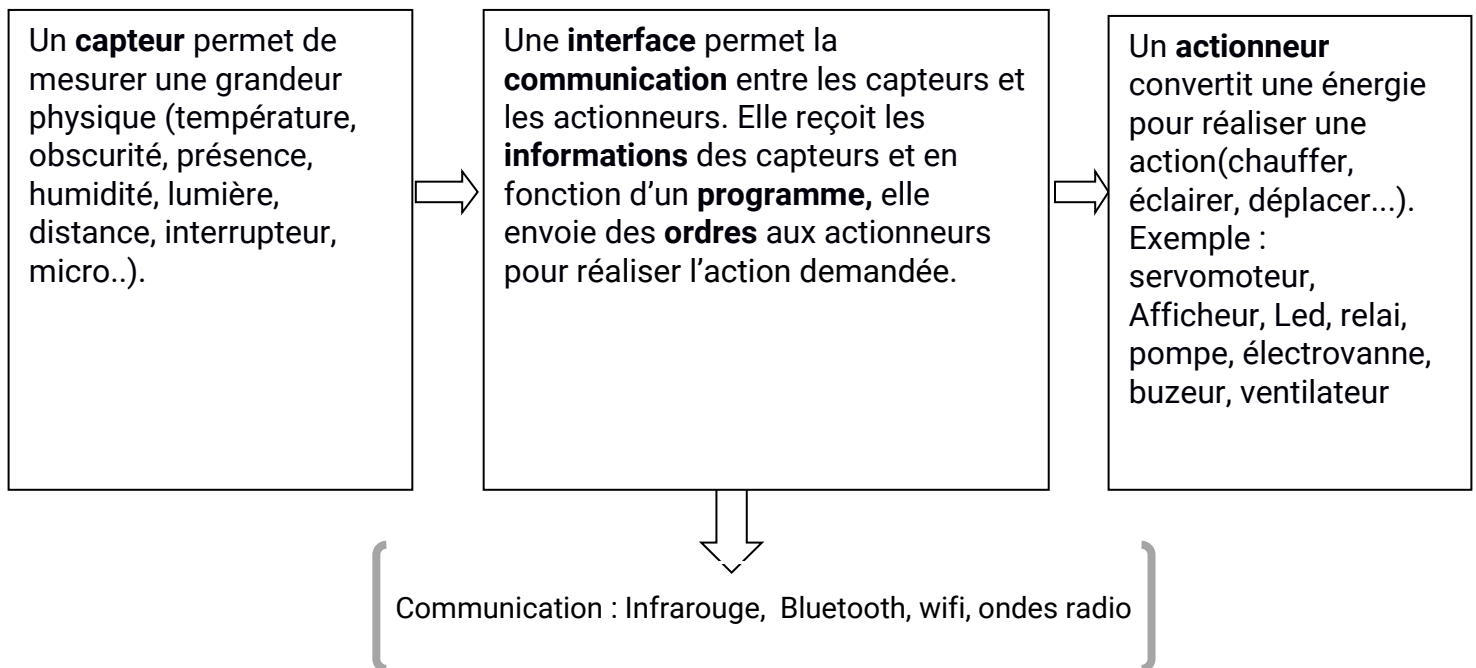 Un capteur permet de
mesurer une grandeur
physique (température,
obscurité, présence,
humidité, lumière,
distance, interrupteur,
micro..).
Une interface permet la
communication entre les capteurs et
les actionneurs. Elle reçoit les
informations des capteurs et en
fonction d’un programme, elle
envoie des ordres aux actionneurs
pour réaliser l’action demandée.
Un actionneur
convertit une énergie
pour réaliser une
action(chauffer,
éclairer, déplacer...).
Exemple :
servomoteur,
Afficheur, Led, relai,
pompe, électrovanne,
buzeur, ventilateur
Communication : Infrarouge, Bluetooth, wifi, ondes radio